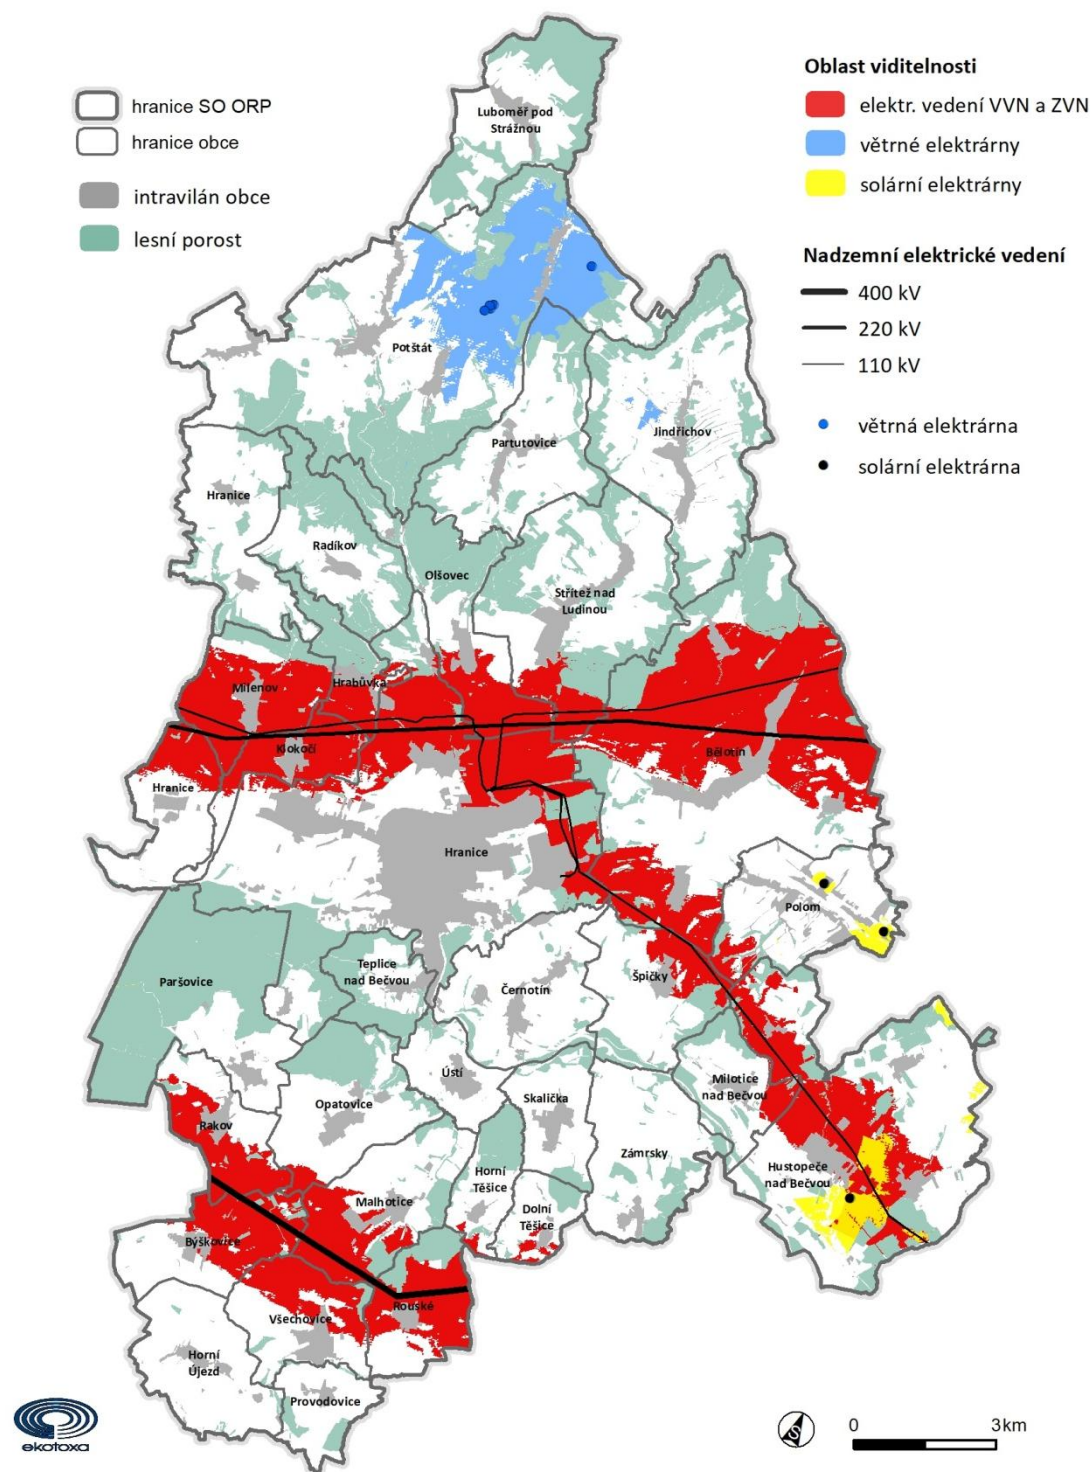 hranice SO ORP
hranice obce
intravilán obce
lesní porost
Oblast viditelnosti
elektr. vedení VVN a ZVN
větrné elektrárny
solární elektrárny
Nadzemní elektrické vedení
400 kV
220 kV
110 kV
větrná elektrárna
solární elektrárna
Luboměř pod
Strážnou
Potštát
Partutovice
Jindřichov
Hranice
Radíkov
Olšovec
Střítež nad
Ludinou
Milenov
Hrabůvka
Klokočí
Bělotín
Hranice
Hranice
Polom
Paršovice
Teplice
nad Bečvou
Černotín
Špičky
Ústí
Milotice
nad Bečvou
Opatovice
Skalička
Rakov
Zámrsky
Horní
Těšice
Hustopeče
nad Bečvou
Malhotice
Dolní
Těšice
Býškovice
Rouské
Všechovice
Horní
Újezd
Provodovice
ekotoxa
0 3km